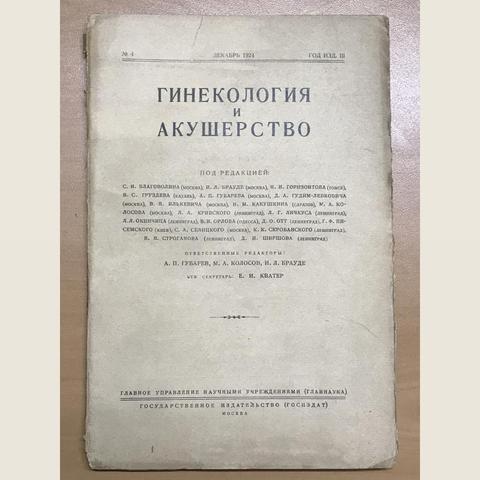 № 4 ДЕКАБРЬ 1924 ГОД ИЗД. III
ГИНЕКОЛОГИЯ
И
АКУШЕРСТВО
ПОД РЕДАКЦИЕЙ:
С. И. БЛАГОВОЛИНА (МОСКВА), И. Л. БРАУДЕ (МОСКВА), Н. И. ГОРИЗОНТОВА (ТОМСК),
В. С. ГРУЗДЕВА (КАЗАНЬ), А. П. ГУБАРЕВА (МОСКВА), Д. А. ГУДИМ-ЛЕВКОВИЧА
(МОСКВА), В. Я. ИЛЬКЕВИЧА (МОСКВА), Н. М. КАКУШКИНА (САРАТОВ), М. А. КО-
ЛОСОВА (МОСКВА), Л. А. КРИВСКОГО (ЛЕНИНГРАД), Л. Г. ЛИЧКУСА (ЛЕНИНГРАД),
Л. Л. ОКИНЧИЦА (ЛЕНИНГРАД), В. Н. ОРЛОВА (ОДЕССА), Д. О. ОТТ (ЛЕНИНГРАД), Г. Ф. ПИ-
СЕМСКОГО (КИЕВ), С. А. СЕЛИЦКОГО (МОСКВА), К. К. СКРОБАНСКОГО (ЛЕНИНГРАД),
В. В. СТРОГАНОВА (ЛЕНИНГРАД), Д. И. ШИРШОВА (ЛЕНИНГРАД)
ОТВЕТСТВЕННЫЕ РЕДАКТОРЫ:
А. П. ГУБАРЕВ, М. А. КОЛОСОВ, И. Л. БРАУДЕ
СЕКРЕТАРЬ: Е. И. КВАТЕР
ГЛАВНОЕ УПРАВЛЕНИЕ НАУЧНЫМИ УЧРЕЖДЕНИЯМИ (ГЛАВНАУКА)
ГОСУДАРСТВЕННОЕ ИЗДАТЕЛЬСТВО (ГОСИЗДАТ)
МОСКВА